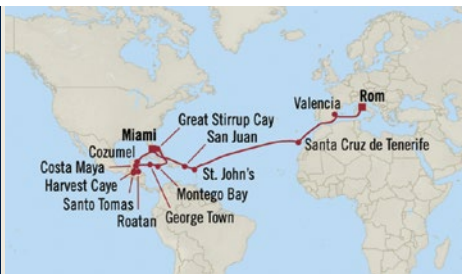 Great Stirrup Cay
Miami
San Juan
Valencia
Rom
Cozumel
Costa Maya
Harvest Caye
Santo Tomas
Roatan
St. John's
Santa Cruz de Tenerife
Montego Bay
George Town